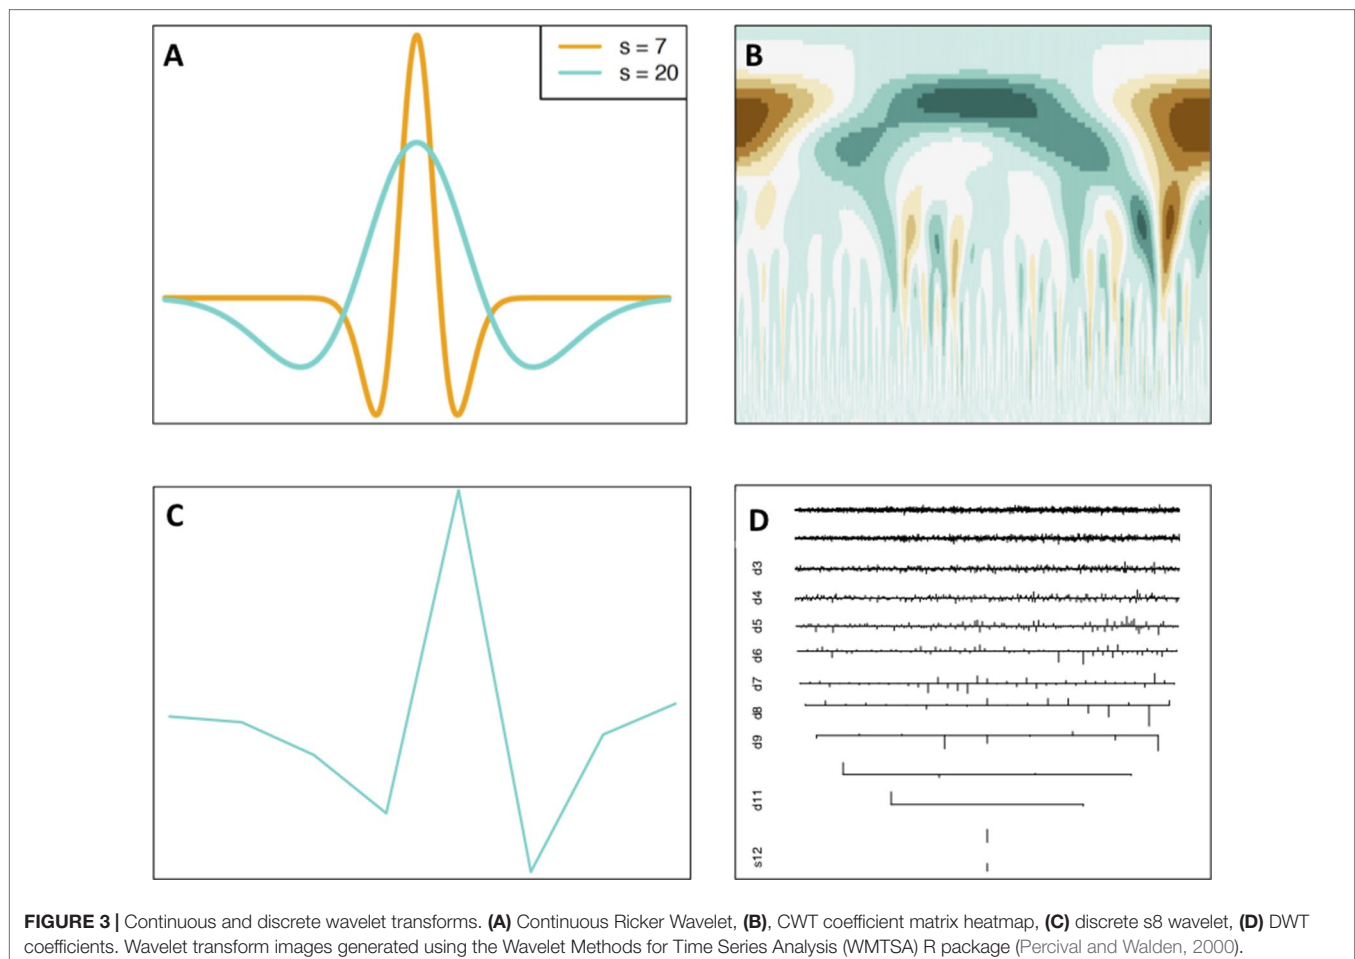 A
s = 7
s = 20
B
C
D
d3
d4
d5
d6
d7
d8
d9
d11
s12
FIGURE 3 | Continuous and discrete wavelet transforms. (A) Continuous Ricker Wavelet, (B), CWT coefficient matrix heatmap, (C) discrete s8 wavelet, (D) DWT
coefficients. Wavelet transform images generated using the Wavelet Methods for Time Series Analysis (WMTSA) R package (Percival and Walden, 2000).